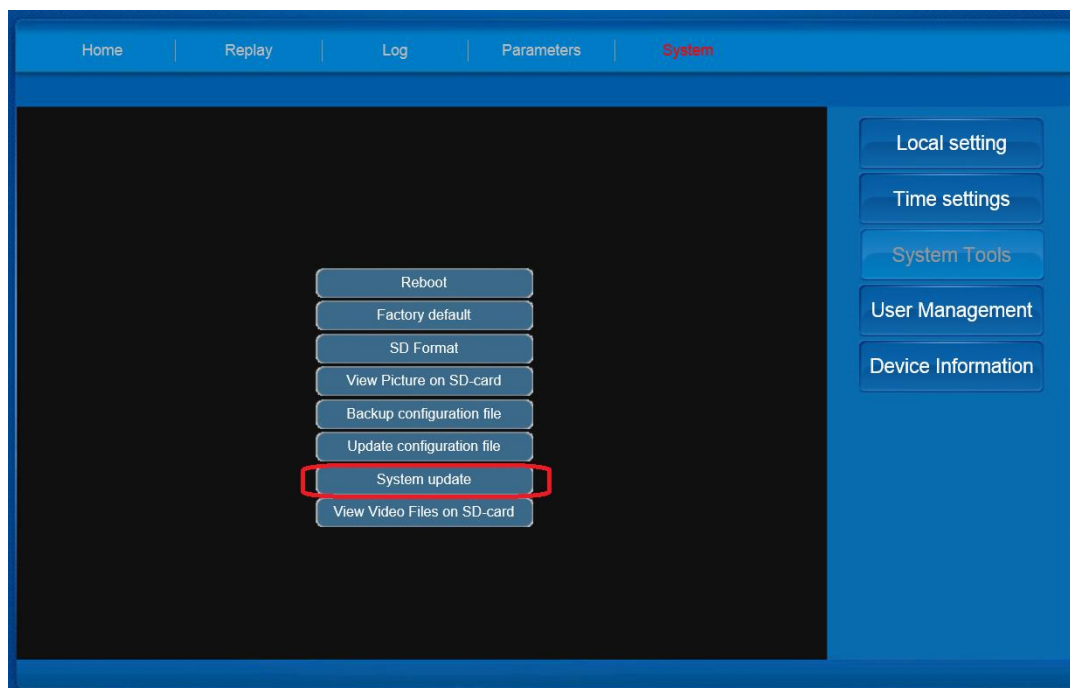 Home Replay Log Parameters System
Local setting
Time settings
System Tools
User Management
Device Information
Reboot
Factory default
SD Format
View Picture on SD-card
Backup configuration file
Update configuration file
System update
View Video Files on SD-card